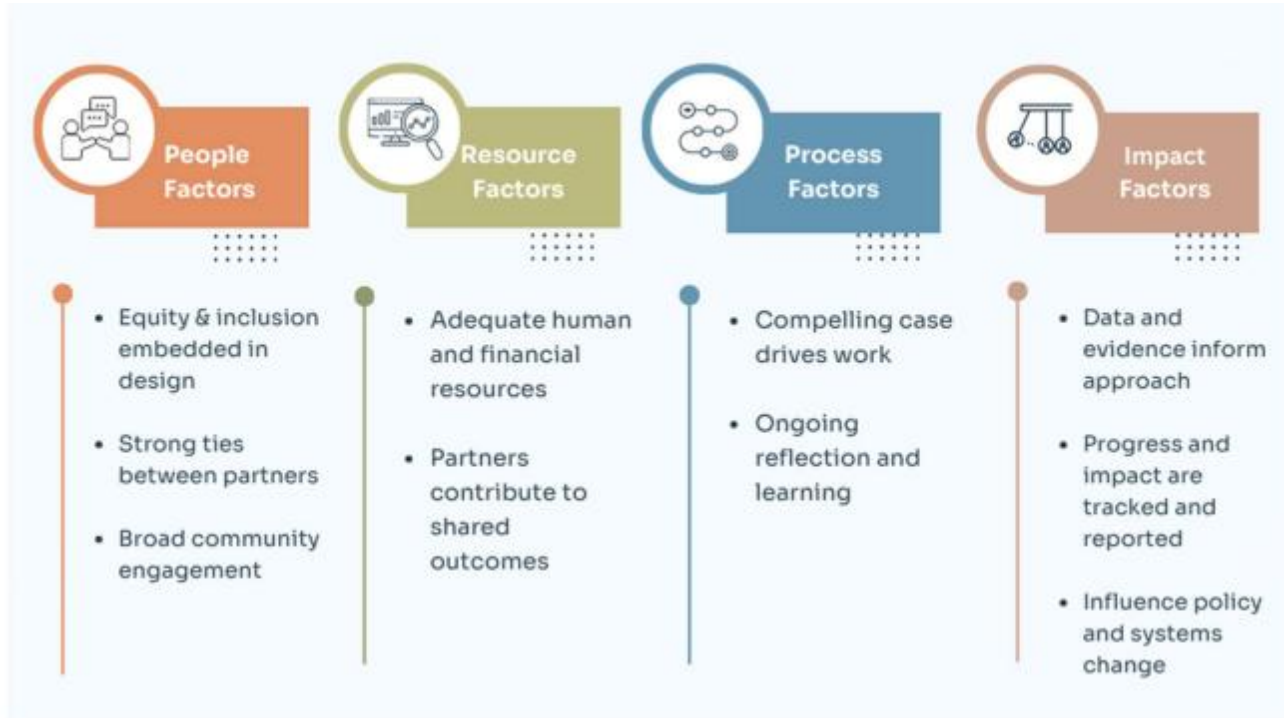 People
Factors
• Equity & inclusion
embedded in
design
• Strong ties
between partners
• Broad community
engagement
Resource
Factors
• Adequate human
and financial
resources
• Partners
contribute to
shared
outcomes
Process
Factors
• Compelling case
drives work
• Ongoing
reflection and
learning
Impact
Factors
• Data and
evidence inform
approach
• Progress and
impact are
tracked and
reported
• Influence policy
and systems
change